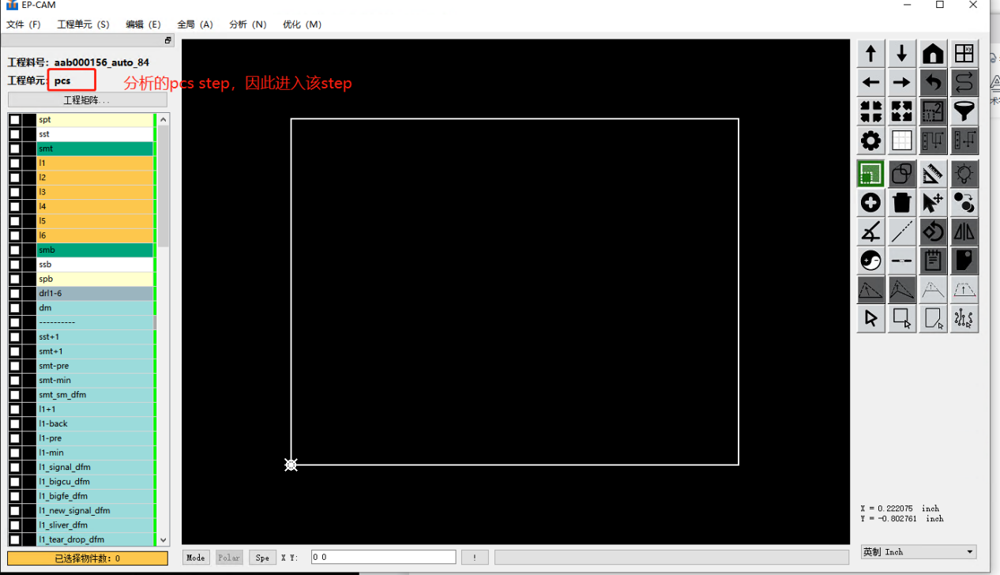 EP-CAM
文件 (F) 工程单元 (S) 编辑 (E) 全局 (A) 分析 (N) 优化 (M)
工程料号: aab000156_auto_84
工程单元: pcs
分析的pcs step，因此进入该step
工程矩阵...
spt
sst
smt
l1
l2
l3
l4
l5
l6
smb
ssb
spb
drl1-6
dm
----------
sst+1
smt+1
smt-pre
smt-min
smt_sm_dfm
l1+1
l1-back
l1-pre
l1-min
l1_signal_dfm
l1_bigcu_dfm
l1_bigfe_dfm
l1_new_signal_dfm
l1_sliver_dfm
l1_tear_drop_dfm
已选择物件数: 0
X = 0.222075 inch
Y = -0.802761 inch
英制 Inch
Mode Polar Spe X Y: 0 0 !